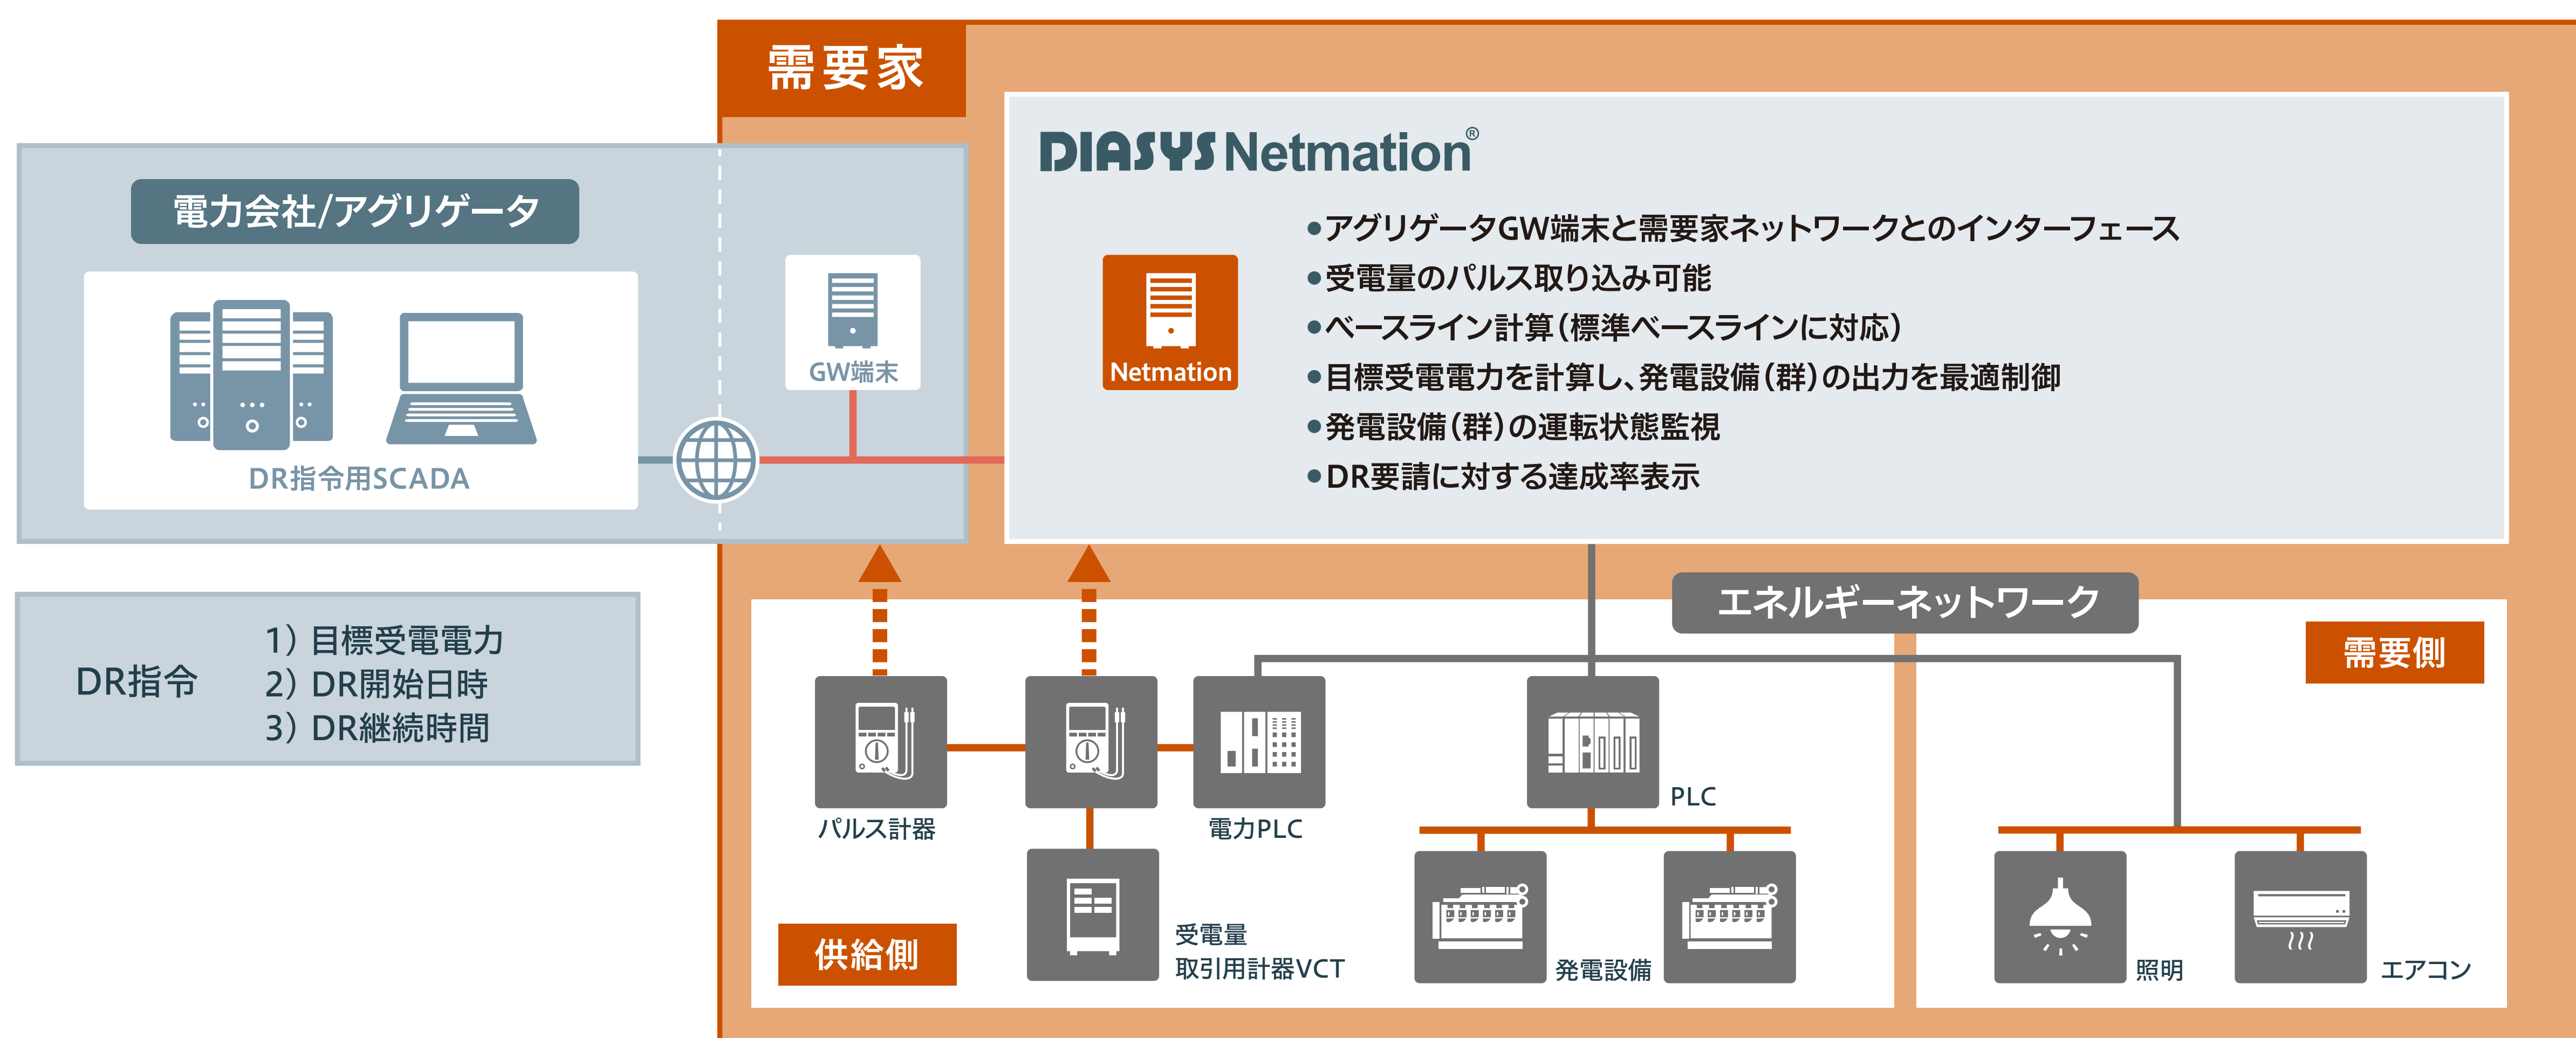 需要家
電力会社/アグリゲータ
DR指令用SCADA
GW端末
DIASYS Netmation®
Netmation
●アグリゲータGW端末と需要家ネットワークとのインターフェース
●受電量のパルス取り込み可能
●ベースライン計算（標準ベースラインに対応）
●目標受電電力を計算し、発電設備（群）の出力を最適制御
●発電設備（群）の運転状態監視
●DR要請に対する達成率表示
DR指令
1）目標受電電力
2）DR開始日時
3）DR継続時間
エネルギーネットワーク
需要側
パルス計器
電力PLC
PLC
供給側
受電量
取引用計器VCT
発電設備
照明
エアコン